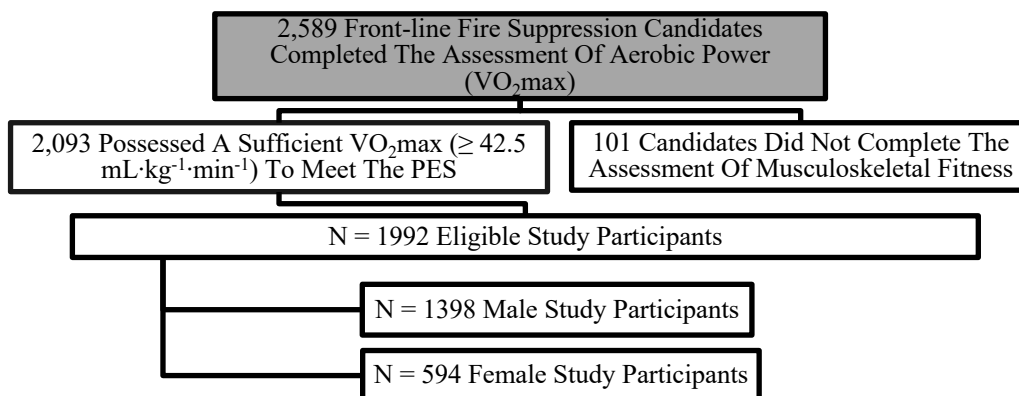 2,589 Front-line Fire Suppression Candidates
Completed The Assessment Of Aerobic Power
(VO₂max)
2,093 Possessed A Sufficient VO₂max (≥ 42.5
mL·kg⁻¹·min⁻¹) To Meet The PES
101 Candidates Did Not Complete The
Assessment Of Musculoskeletal Fitness
N = 1992 Eligible Study Participants
N = 1398 Male Study Participants
N = 594 Female Study Participants